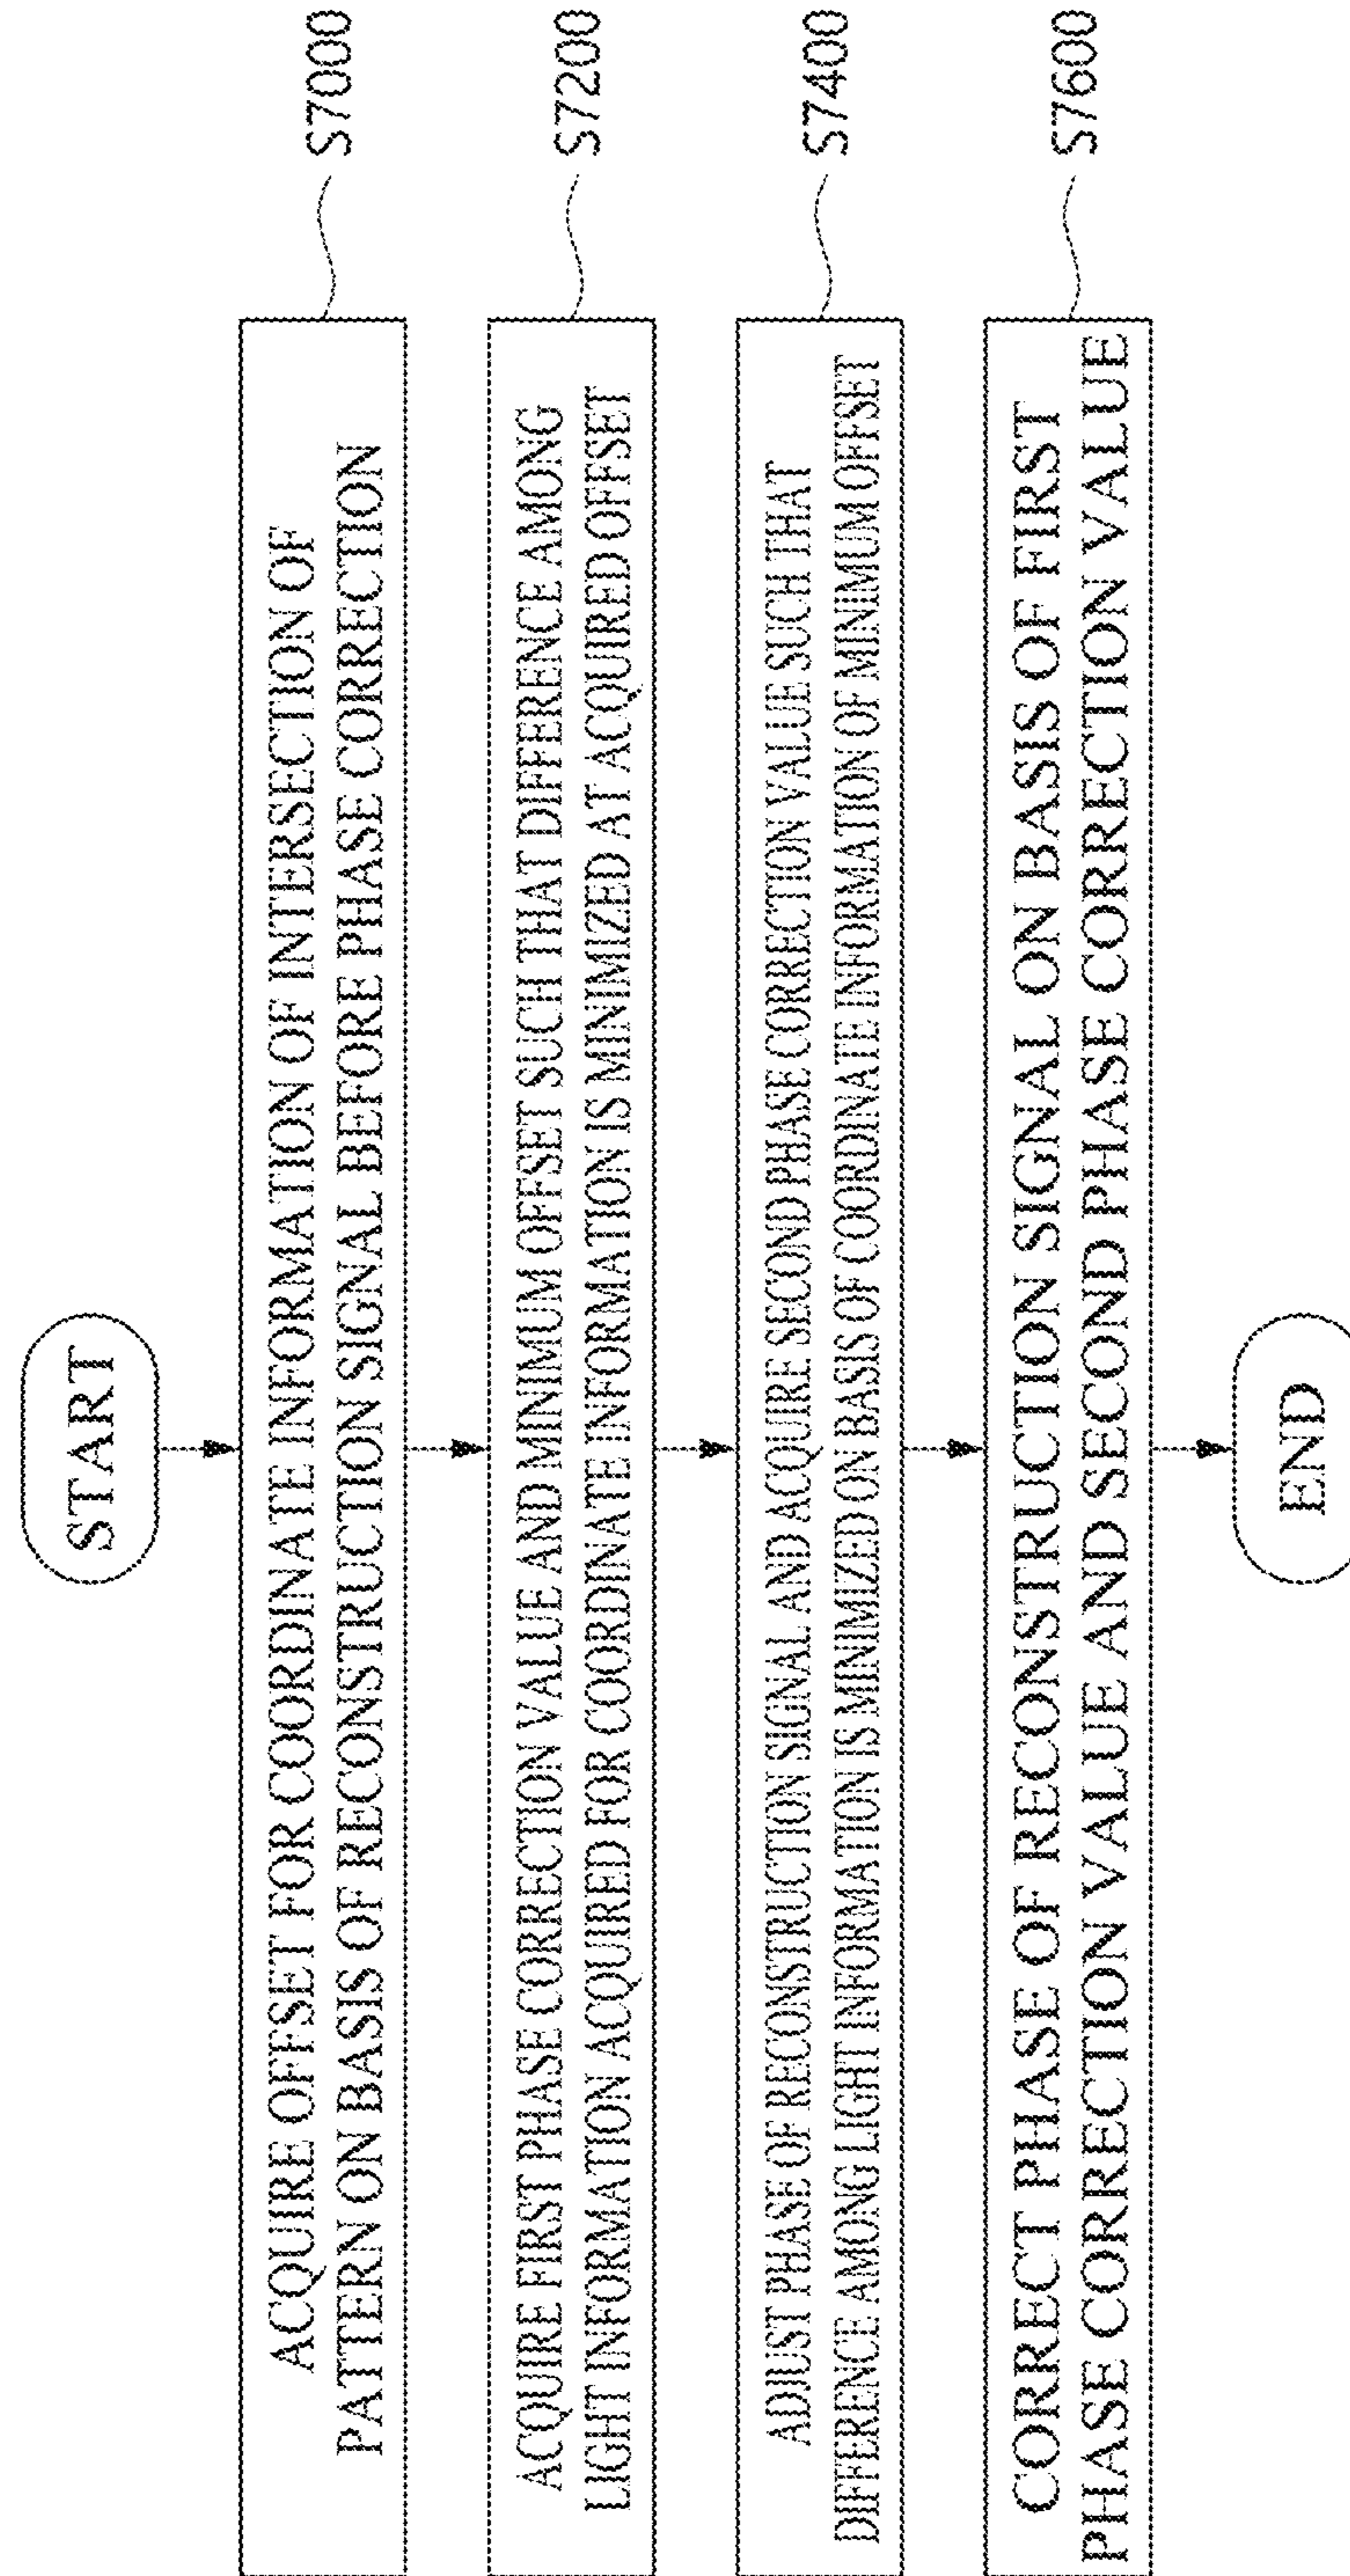 START
ACQUIRE OFFSET FOR COORDINATE INFORMATION OF INTERSECTION OF
PATTERN ON BASIS OF RECONSTRUCTION SIGNAL BEFORE PHASE CORRECTION
S7000
ACQUIRE FIRST PHASE CORRECTION VALUE AND MINIMUM OFFSET SUCH THAT DIFFERENCE AMONG
LIGHT INFORMATION ACQUIRED FOR COORDINATE INFORMATION IS MINIMIZED AT ACQUIRED OFFSET
S7200
ADJUST PHASE OF RECONSTRUCTION SIGNAL AND ACQUIRE SECOND PHASE CORRECTION VALUE SUCH THAT
DIFFERENCE AMONG LIGHT INFORMATION IS MINIMIZED ON BASIS OF COORDINATE INFORMATION OF MINIMUM OFFSET
S7400
CORRECT PHASE OF RECONSTRUCTION SIGNAL ON BASIS OF FIRST
PHASE CORRECTION VALUE AND SECOND PHASE CORRECTION VALUE
S7600
END